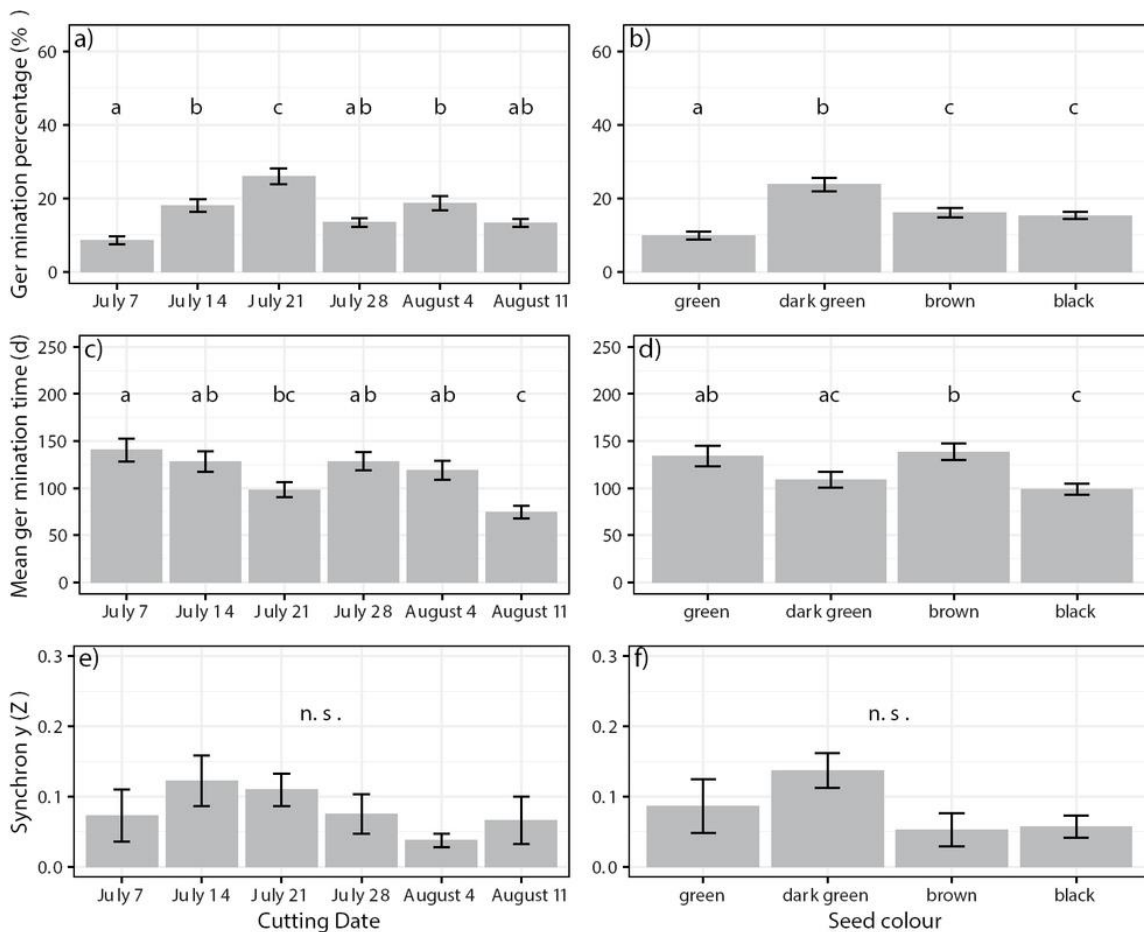 a)
Ger mination percentage (% )
60
40
20
0
a b c ab b ab
July 7 July 14 July 21 July 28 August 4 August 11
b)
60
40
20
0
a b c c
green dark green brown black
c)
Mean ger mination time (d)
250
200
150
100
50
0
a ab bc ab ab c
July 7 July 14 July 21 July 28 August 4 August 11
d)
250
200
150
100
50
0
ab ac b c
green dark green brown black
e)
Synchron y (Z )
0.3
0.2
0.1
0.0
n. s .
July 7 July 14 July 21 July 28 August 4 August 11
Cutting Date
f)
0.3
0.2
0.1
0.0
n. s .
green dark green brown black
Seed colour